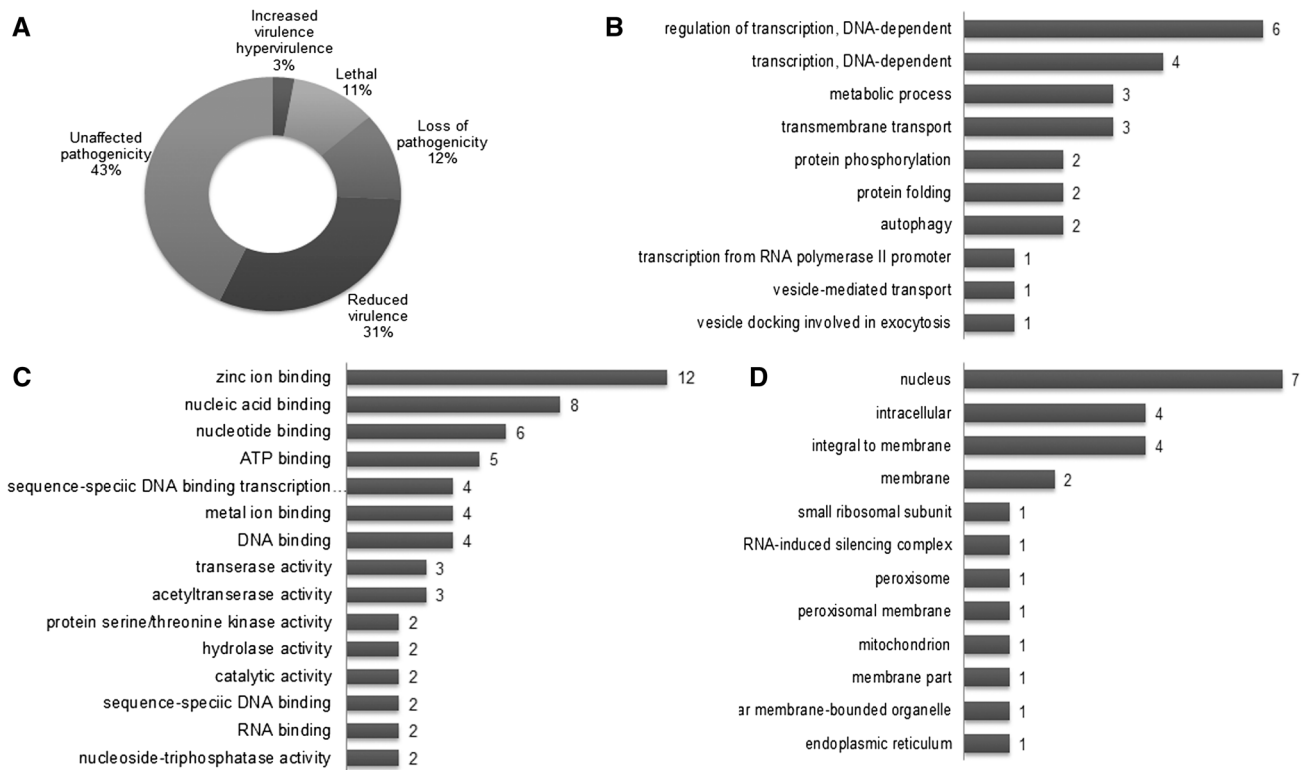 A
Increased
virulence
hypervirulence
3%
Lethal
11%
Loss of
pathogenicity
12%
Unaffected
pathogenicity
43%
Reduced
virulence
31%
B
regulation of transcription, DNA-dependent 6
transcription, DNA-dependent 4
metabolic process 3
transmembrane transport 3
protein phosphorylation 2
protein folding 2
autophagy 2
transcription from RNA polymerase II promoter 1
vesicle-mediated transport 1
vesicle docking involved in exocytosis 1
C
zinc ion binding 12
nucleic acid binding 8
nucleotide binding 6
ATP binding 5
sequence-speciic DNA binding transcription... 4
metal ion binding 4
DNA binding 4
transerase activity 3
acetyltranserase activity 3
protein serine/threonine kinase activity 2
hydrolase activity 2
catalytic activity 2
sequence-speciic DNA binding 2
RNA binding 2
nucleoside-triphosphatase activity 2
D
nucleus 7
intracellular 4
integral to membrane 4
membrane 2
small ribosomal subunit 1
RNA-induced silencing complex 1
peroxisome 1
peroxisomal membrane 1
mitochondrion 1
membrane part 1
ar membrane-bounded organelle 1
endoplasmic reticulum 1